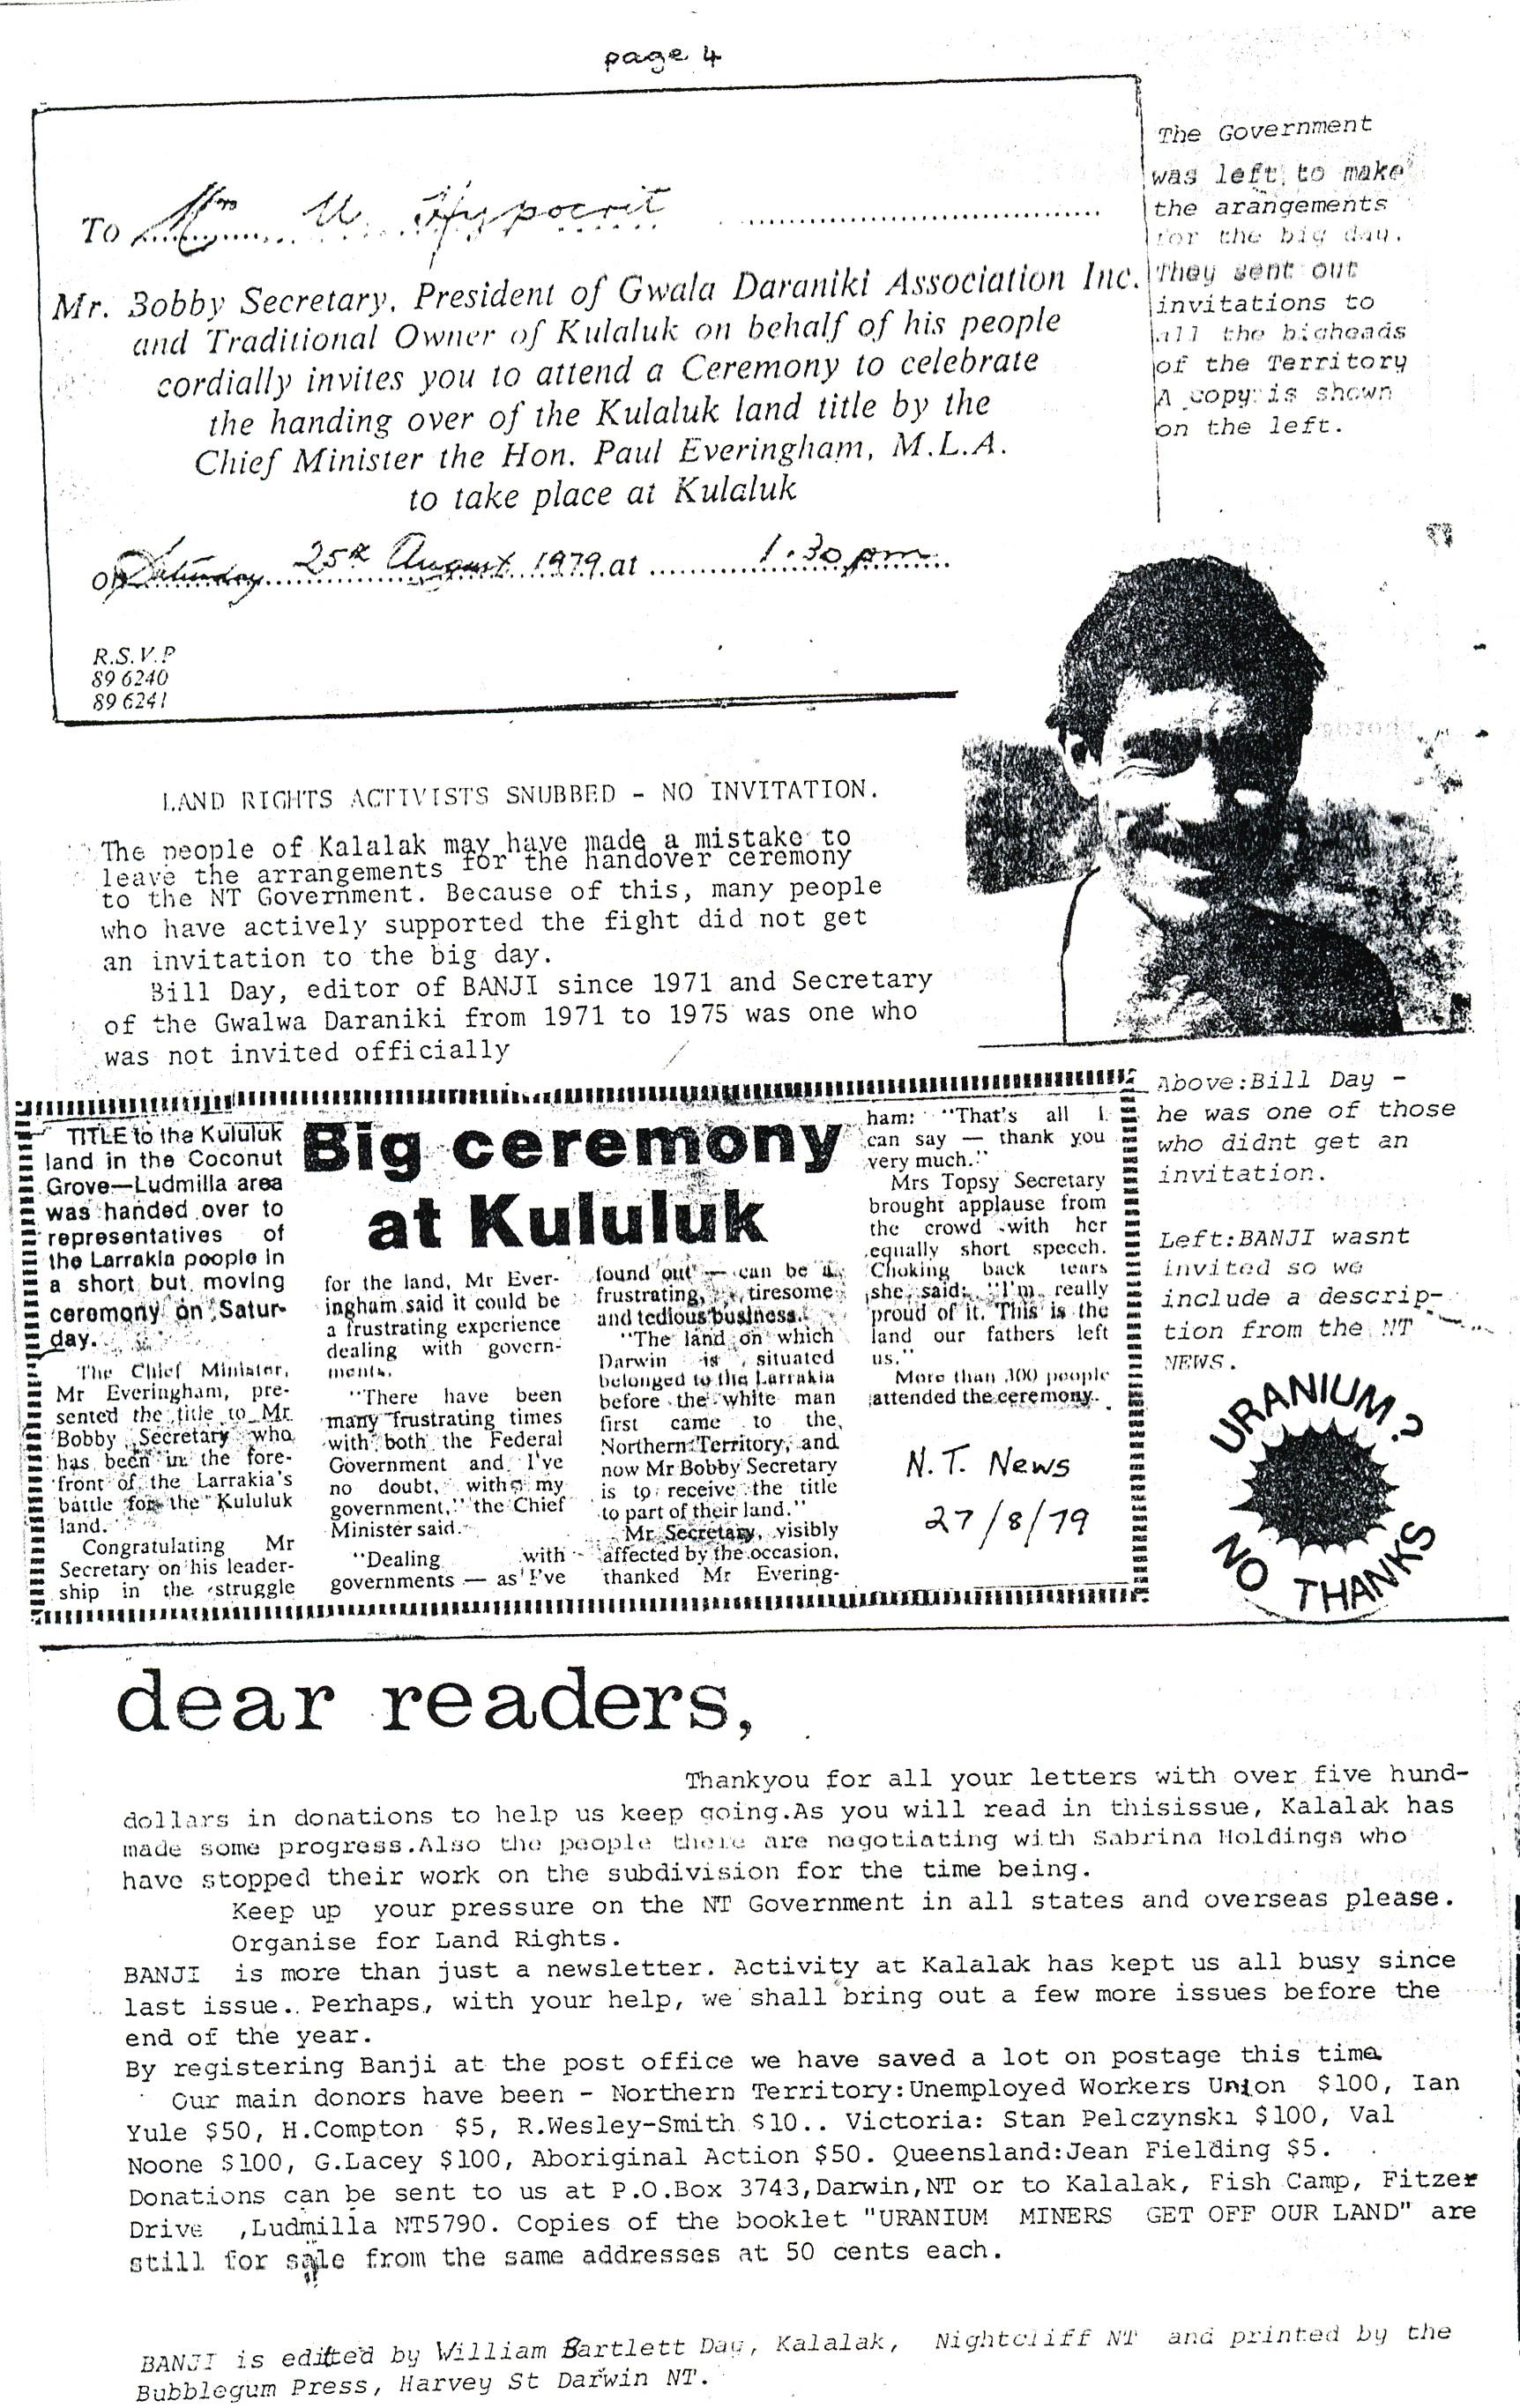 page 4
To Mrs U. Hypocrit
Mr. Bobby Secretary, President of Gwala Daraniki Association Inc.
and Traditional Owner of Kulaluk on behalf of his people
cordially invites you to attend a Ceremony to celebrate
the handing over of the Kulaluk land title by the
Chief Minister the Hon. Paul Everingham, M.L.A.
to take place at Kulaluk
on Saturday 25th August 1979 at 1.30 pm
R.S.V.P
89 6240
89 6241
The Government
was left to make
the arangements
for the big day.
They sent out
invitations to
all the bigheads
of the Territory
A copy is shown
on the left.
LAND RIGHTS ACTIVISTS SNUBBED - NO INVITATION.
The people of Kalalak may have made a mistake to
leave the arrangements for the handover ceremony
to the NT Government. Because of this, many people
who have actively supported the fight did not get
an invitation to the big day.
Bill Day, editor of BANJI since 1971 and Secretary
of the Gwalwa Daraniki from 1971 to 1975 was one who
was not invited officially
Above:Bill Day -
he was one of those
who didnt get an
invitation.
Left:BANJI wasnt
invited so we
include a descrip-
tion from the NT
NEWS.
Big ceremony
at Kululuk
TITLE to the Kululuk
land in the Coconut
Grove—Ludmilla area
was handed over to
representatives of
the Larrakia people in
a short but moving
ceremony on Satur-
day.
The Chief Minister,
Mr Everingham, pre-
sented the title to Mr
Bobby Secretary who
has been in the fore-
front of the Larrakia's
battle for the Kululuk
land.
Congratulating Mr
Secretary on his leader-
ship in the struggle
for the land, Mr Ever-
ingham said it could be
a frustrating experience
dealing with govern-
ments.
"There have been
many frustrating times
with both the Federal
Government and I've
no doubt, with my
government," the Chief
Minister said.
"Dealing with
governments — as I've
found out — can be a
frustrating, tiresome
and tedious business.
"The land on which
Darwin is situated
belonged to the Larrakia
before the white man
first came to the
Northern Territory, and
now Mr Bobby Secretary
is to receive the title
to part of their land."
Mr Secretary, visibly
affected by the occasion,
thanked Mr Evering-
ham: "That's all I
can say — thank you
very much."
Mrs Topsy Secretary
brought applause from
the crowd with her
equally short speech.
Choking back tears
she said: "I'm really
proud of it. This is the
land our fathers left
us."
More than 300 people
attended the ceremony.
N.T. News
27/8/79
URANIUM?
NO THANKS
dear readers,
Thankyou for all your letters with over five hund-
dollars in donations to help us keep going.As you will read in thisissue, Kalalak has
made some progress.Also the people there are negotiating with Sabrina Holdings who
have stopped their work on the subdivision for the time being.
Keep up your pressure on the NT Government in all states and overseas please.
Organise for Land Rights.
BANJI is more than just a newsletter. Activity at Kalalak has kept us all busy since
last issue.. Perhaps, with your help, we shall bring out a few more issues before the
end of the year.
By registering Banji at the post office we have saved a lot on postage this time.
Our main donors have been - Northern Territory:Unemployed Workers Union $100, Ian
Yule $50, H.Compton $5, R.Wesley-Smith $10.. Victoria: Stan Pelczynski $100, Val
Noone $100, G.Lacey $100, Aboriginal Action $50. Queensland:Jean Fielding $5.
Donations can be sent to us at P.O.Box 3743,Darwin,NT or to Kalalak, Fish Camp, Fitzer
Drive ,Ludmilla NT5790. Copies of the booklet "URANIUM MINERS GET OFF OUR LAND" are
still for sale from the same addresses at 50 cents each.
BANJI is edited by William Bartlett Day, Kalalak, Nightcliff NT and printed by the
Bubblegum Press, Harvey St Darwin NT.